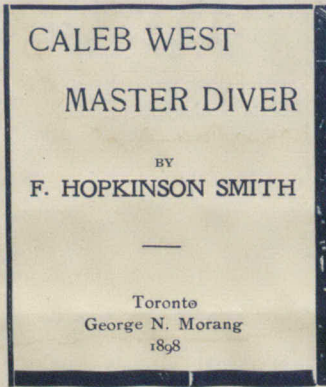 CALEB WEST
MASTER DIVER
BY
F. HOPKINSON SMITH
Toronto
George N. Morang
1898